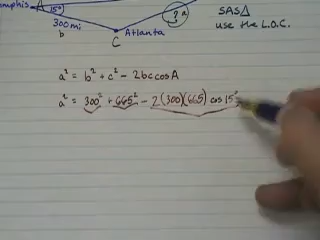 mphis A 15°
300 mi
b
C Atlanta
? a
SAS△
use the L.O.C.
a² = b² + c² - 2bc cos A
a² = 300² + 665² - 2(300)(665) cos 15°